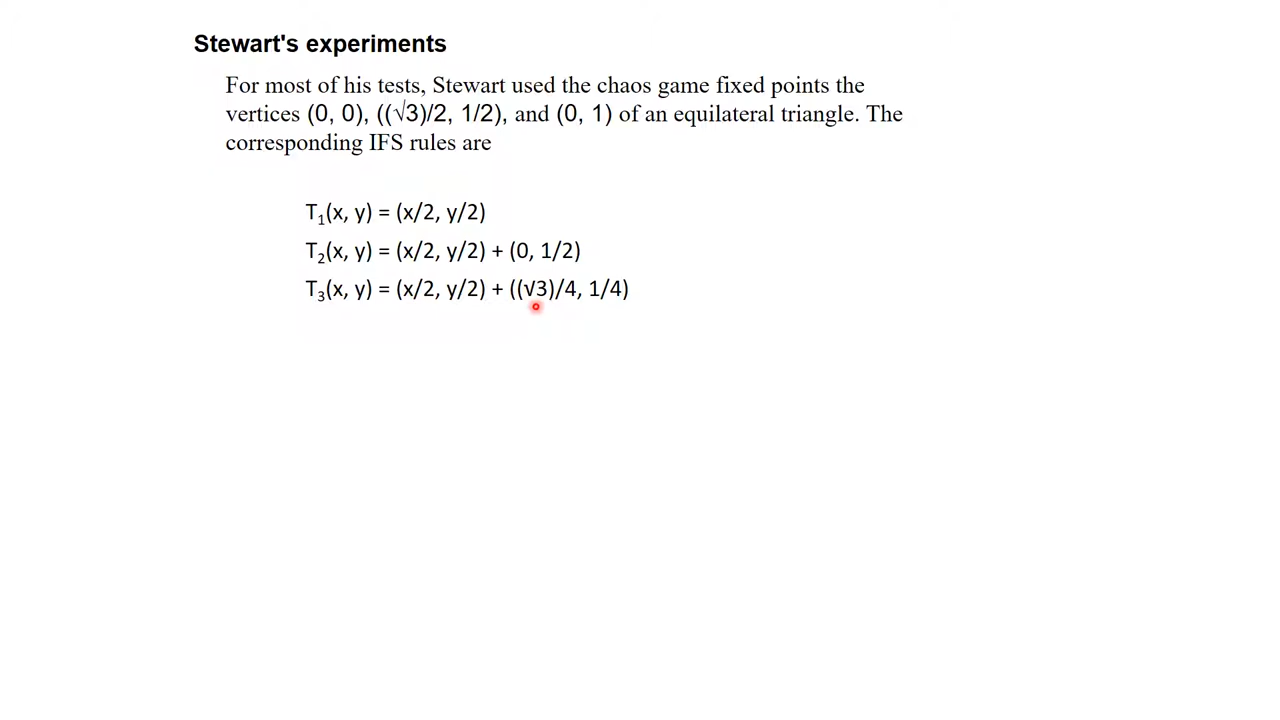 Stewart's experiments
For most of his tests, Stewart used the chaos game fixed points the
vertices (0, 0), ((√3)/2, 1/2), and (0, 1) of an equilateral triangle. The
corresponding IFS rules are
T₁(x, y) = (x/2, y/2)
T₂(x, y) = (x/2, y/2) + (0, 1/2)
T₃(x, y) = (x/2, y/2) + ((√3)/4, 1/4)